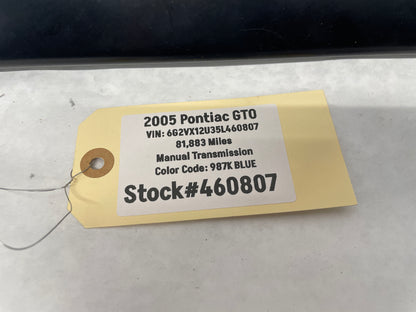 2005 Pontiac GTO
VIN: 6G2VX12U35L460807
81,883 Miles
Manual Transmission
Color Code: 987K BLUE
Stock#460807